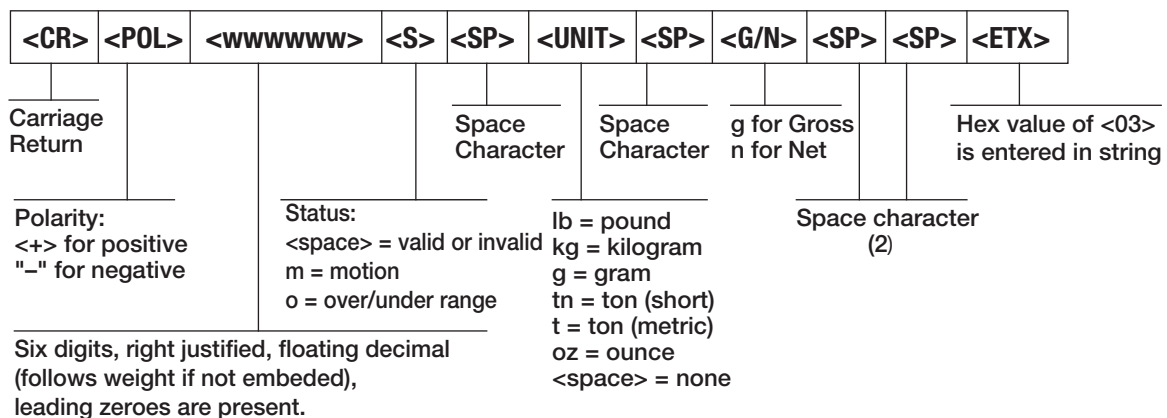 <CR> <POL> <wwwwww> <S> <SP> <UNIT> <SP> <G/N> <SP> <SP> <ETX>
Carriage
Return
Space
Character
Space
Character
g for Gross
n for Net
Hex value of <03>
is entered in string
Polarity:
<+> for positive
"–" for negative
Status:
<space> = valid or invalid
m = motion
o = over/under range
lb = pound
kg = kilogram
g = gram
tn = ton (short)
t = ton (metric)
oz = ounce
<space> = none
Space character
(2)
Six digits, right justified, floating decimal
(follows weight if not embeded),
leading zeroes are present.